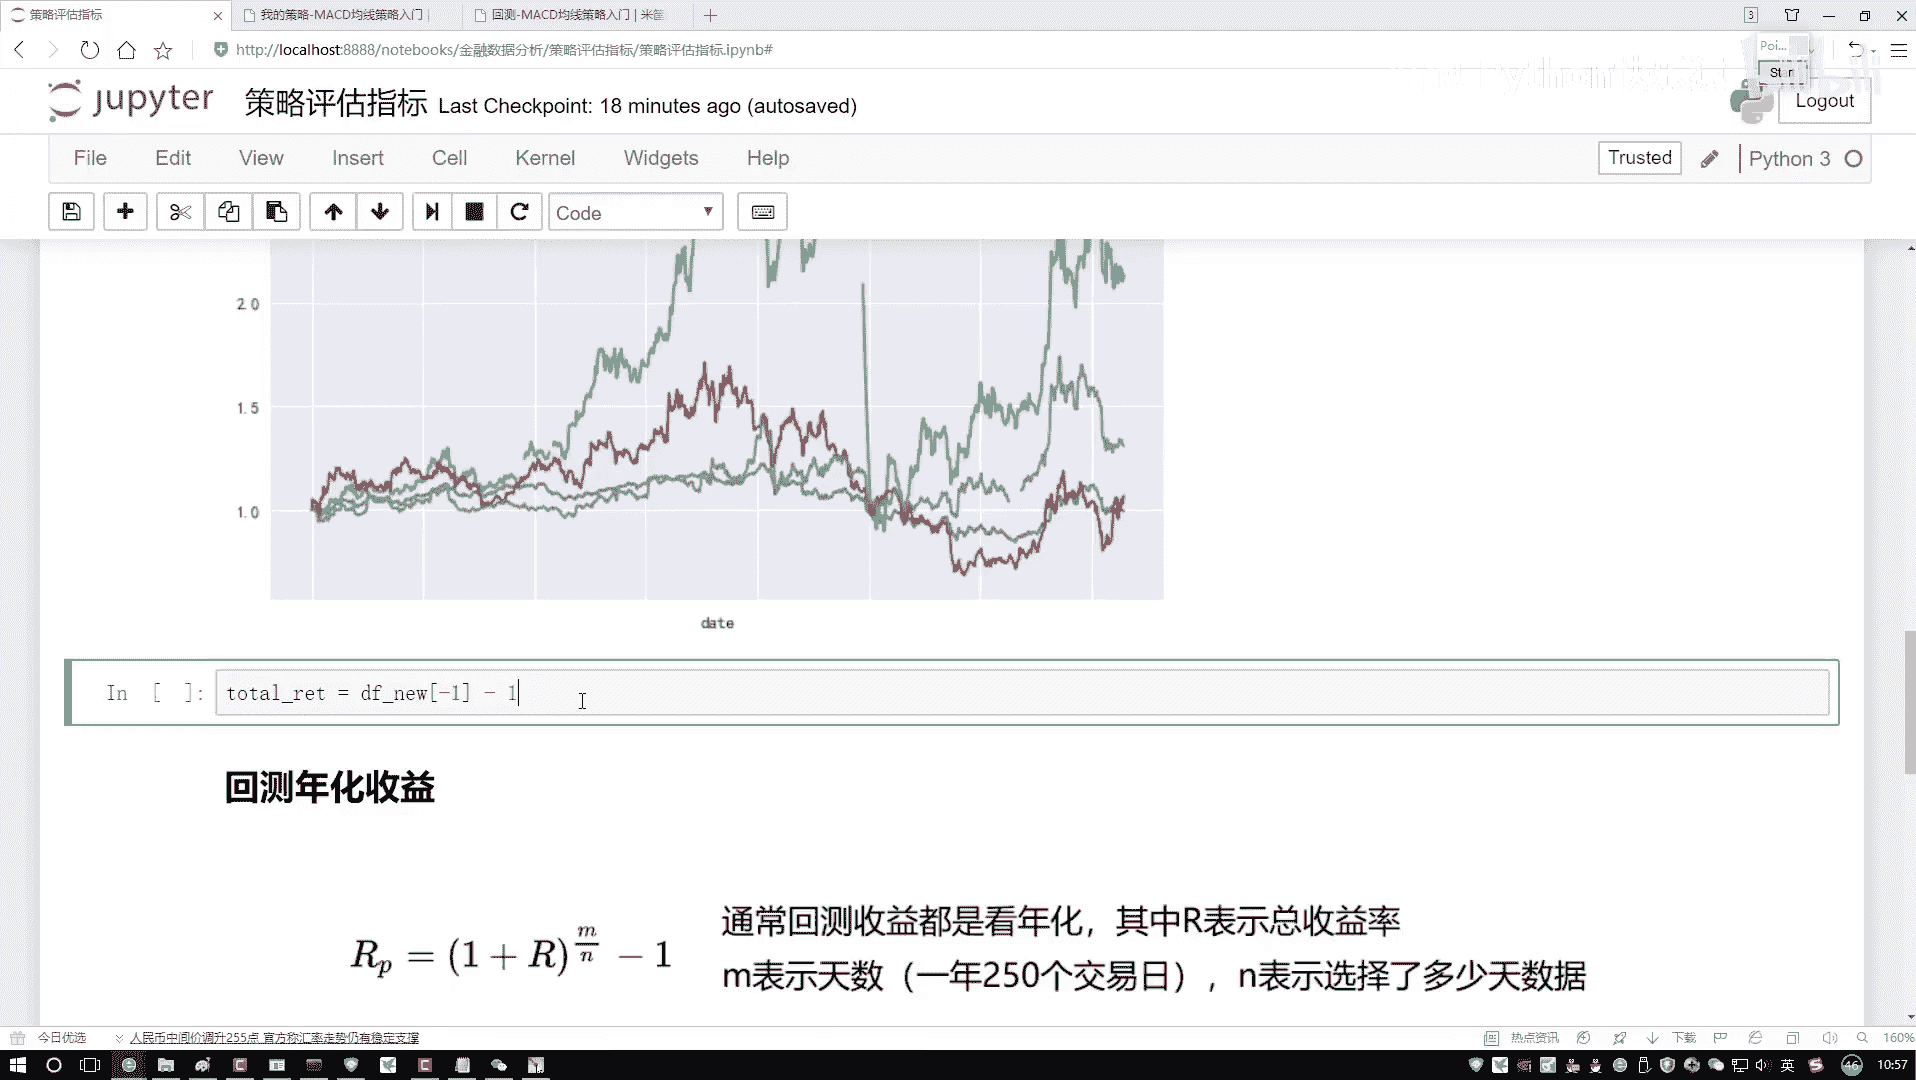 策略评估指标
我的策略-MACD均线策略入门 |
回测-MACD均线策略入门 | 米筐
3
http://localhost:8888/notebooks/金融数据分析/策略评估指标/策略评估指标.ipynb#
Poi...
jupyter 策略评估指标 Last Checkpoint: 18 minutes ago (autosaved)
Logout
File Edit View Insert Cell Kernel Widgets Help
Trusted Python 3
Code
2.0
1.5
1.0
date
In [ ]: total_ret = df_new[-1] - 1
回测年化收益
Rp = (1 + R)^(m/n) − 1
通常回测收益都是看年化，其中R表示总收益率
m表示天数（一年250个交易日），n表示选择了多少天数据
今日优选 人民币中间价调升255点 官方称汇率走势仍有稳定支撑
热点资讯 下载 160%
英 46 10:57